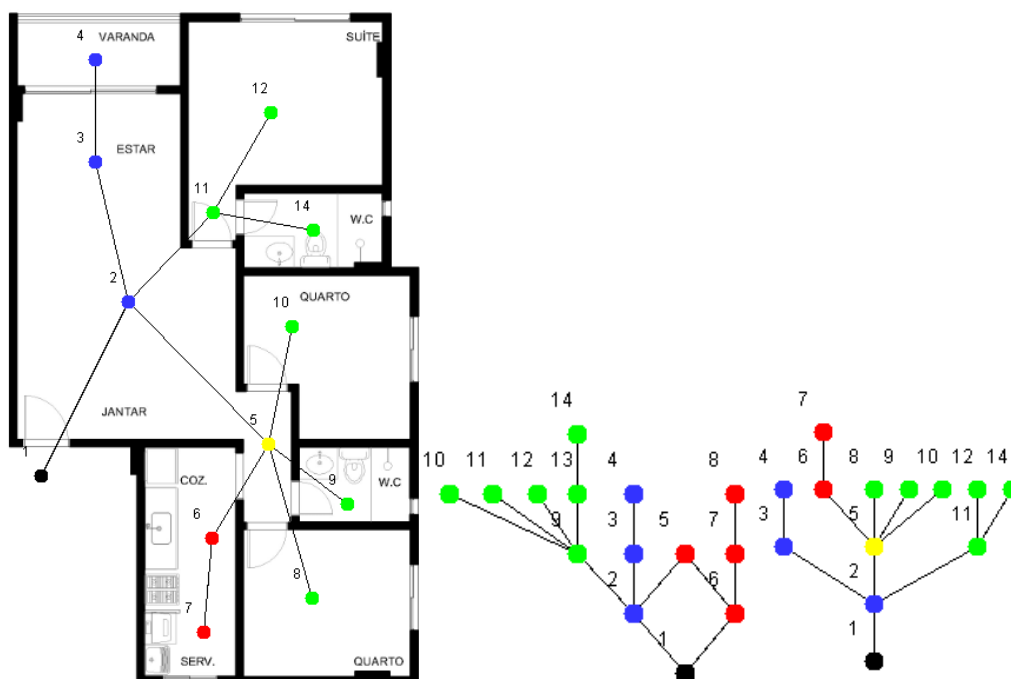 4 VARANDA
SUÍTE
12
3
ESTAR
11
14
W.C
2
10 QUARTO
JANTAR
5
1
COZ.
9
W.C
6
8
7
SERV.
QUARTO
14
10 11 12 13 4 8
9 3 5 7
2 6
1
7
4 6 8 9 10 12 14
3 5 11
2
1